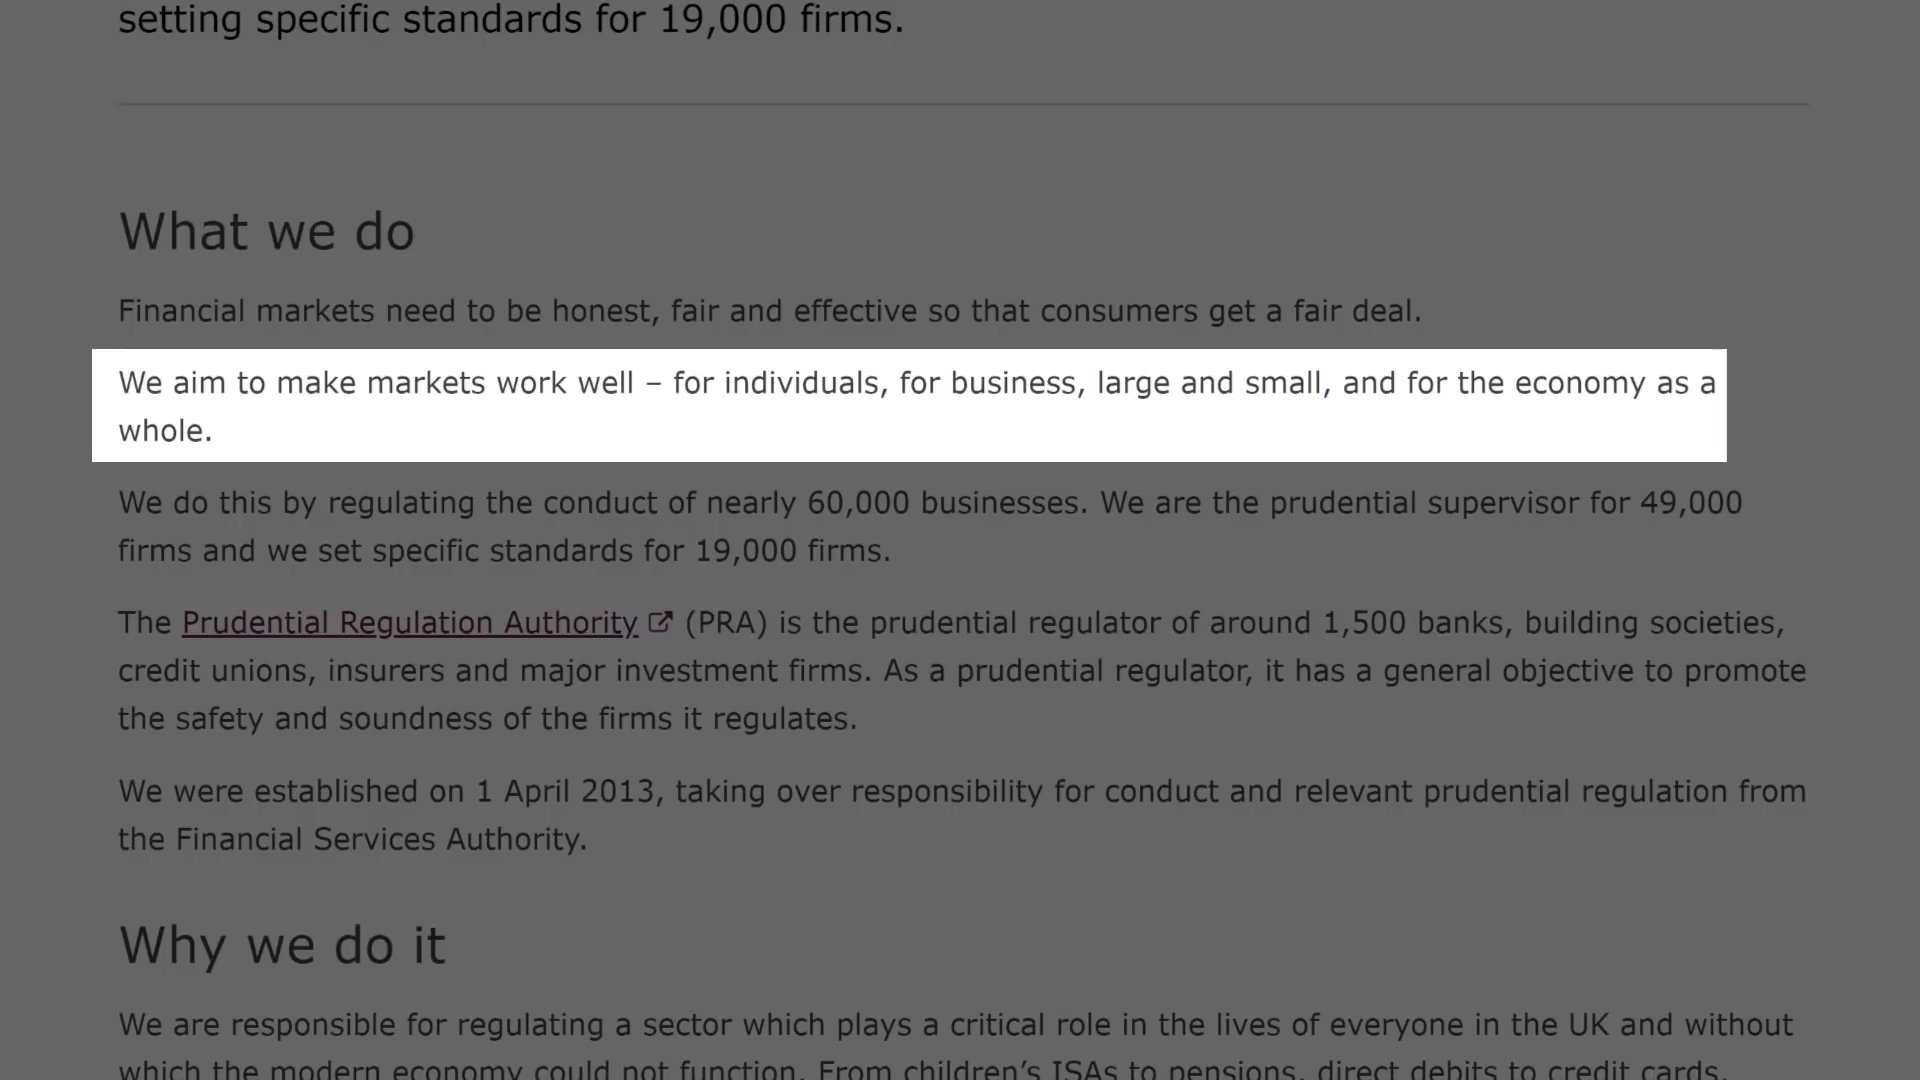 setting specific standards for 19,000 firms.
What we do
Financial markets need to be honest, fair and effective so that consumers get a fair deal.
We aim to make markets work well – for individuals, for business, large and small, and for the economy as a
whole.
We do this by regulating the conduct of nearly 60,000 businesses. We are the prudential supervisor for 49,000
firms and we set specific standards for 19,000 firms.
The Prudential Regulation Authority (PRA) is the prudential regulator of around 1,500 banks, building societies,
credit unions, insurers and major investment firms. As a prudential regulator, it has a general objective to promote
the safety and soundness of the firms it regulates.
We were established on 1 April 2013, taking over responsibility for conduct and relevant prudential regulation from
the Financial Services Authority.
Why we do it
We are responsible for regulating a sector which plays a critical role in the lives of everyone in the UK and without
which the modern economy could not function. From children’s ISAs to pensions, direct debits to credit cards,